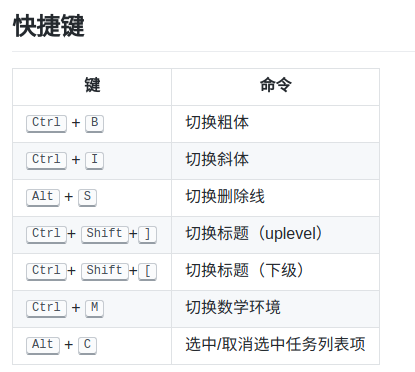 快捷键
键 命令
Ctrl + B 切换粗体
Ctrl + I 切换斜体
Alt + S 切换删除线
Ctrl+ Shift+] 切换标题（uplevel）
Ctrl+ Shift+[ 切换标题（下级）
Ctrl + M 切换数学环境
Alt + C 选中/取消选中任务列表项